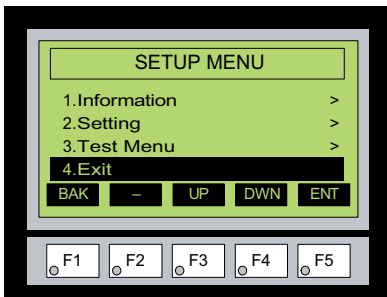 SETUP MENU
1.Information >
2.Setting >
3.Test Menu >
4.Exit
BAK – UP DWN ENT
F1 F2 F3 F4 F5